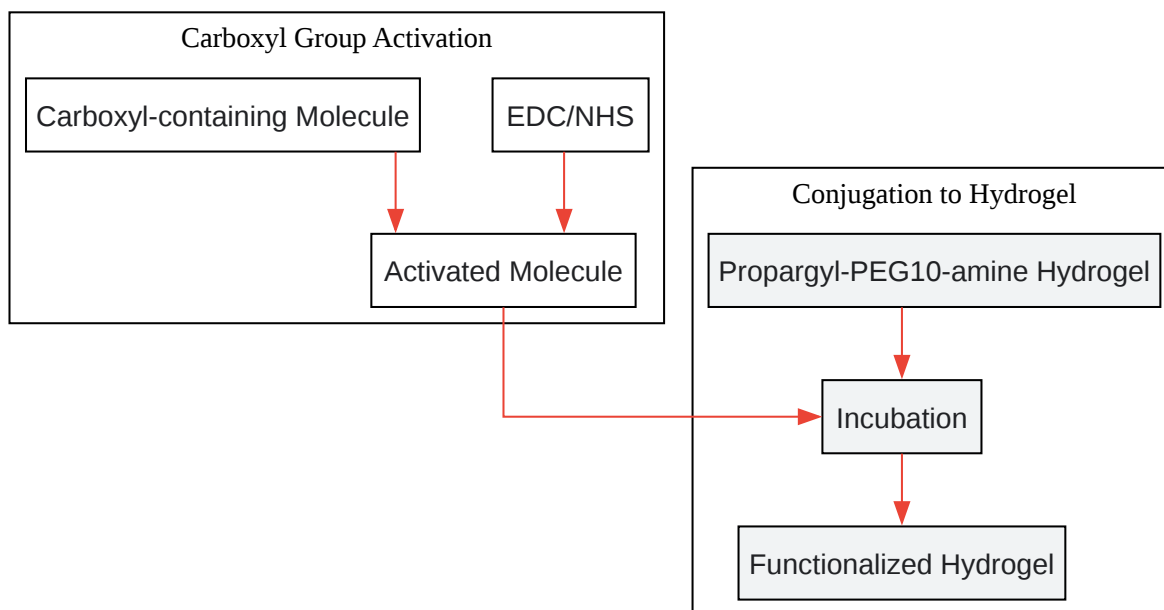 Carboxyl Group Activation
Carboxyl-containing Molecule
EDC/NHS
Activated Molecule
Conjugation to Hydrogel
Propargyl-PEG10-amine Hydrogel
Incubation
Functionalized Hydrogel